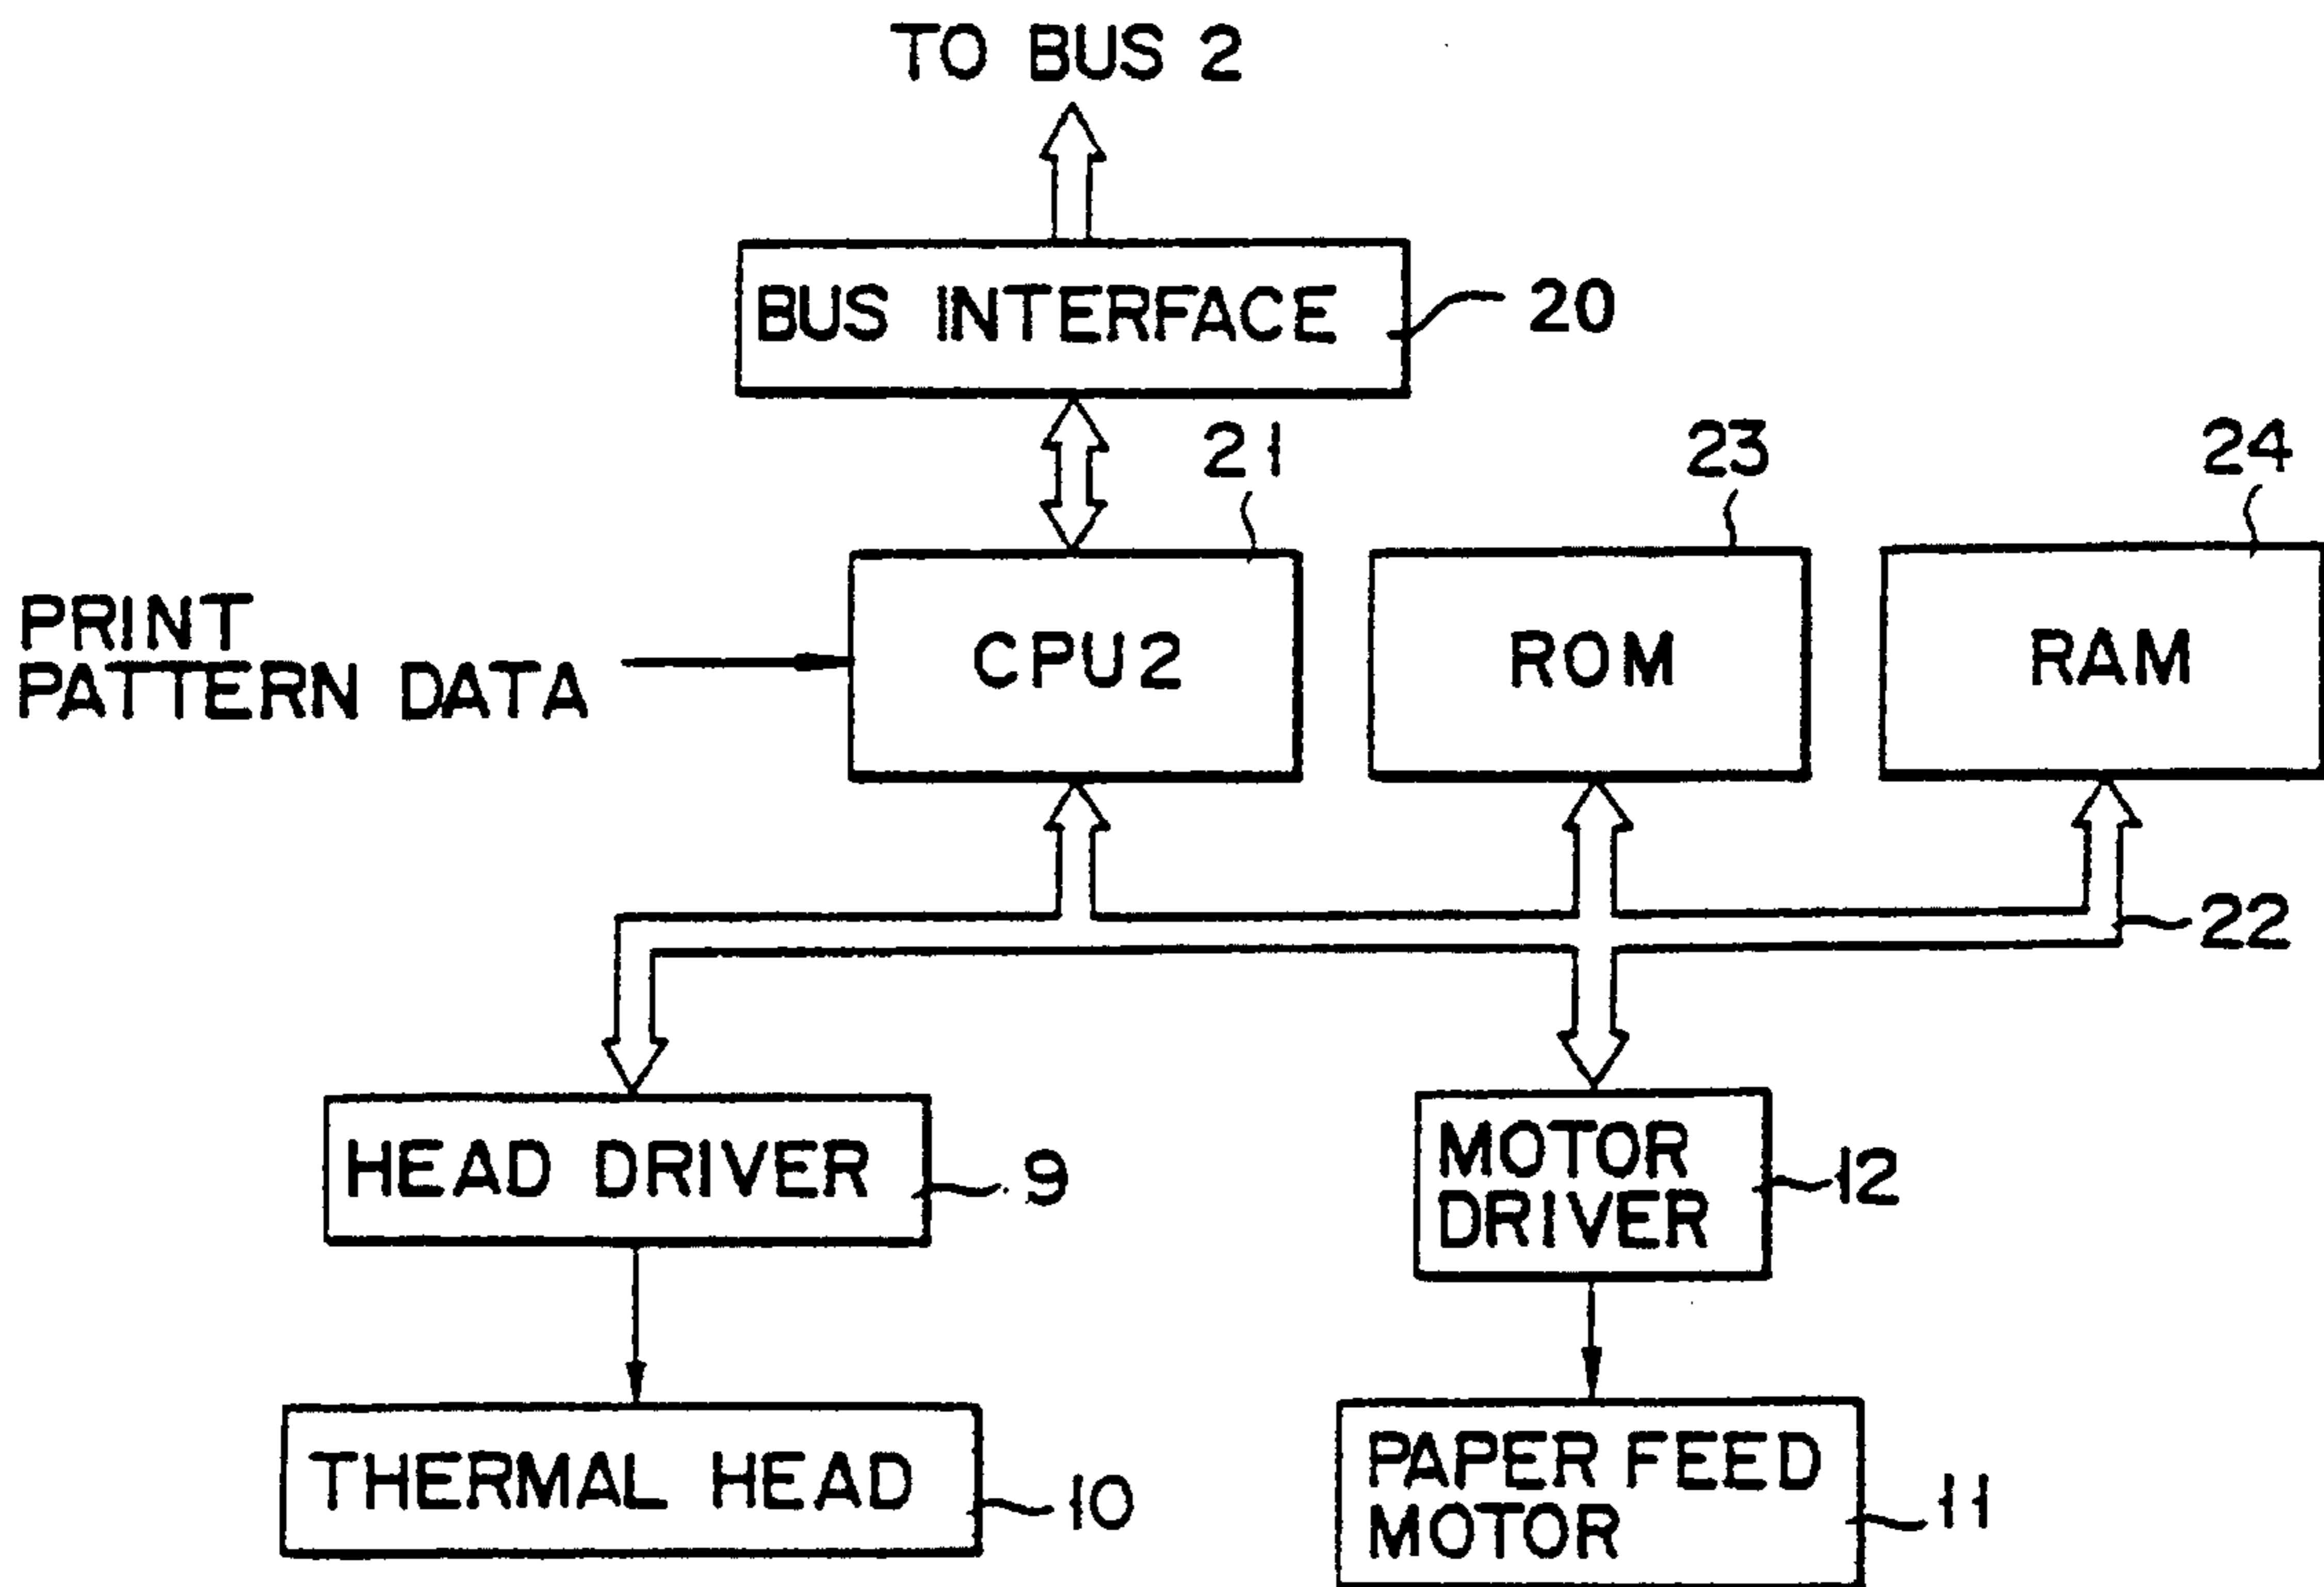 TO BUS 2
BUS INTERFACE
20
21
23
24
PRINT
PATTERN DATA
CPU2
ROM
RAM
22
HEAD DRIVER
9
MOTOR
DRIVER
12
THERMAL HEAD
10
PAPER FEED
MOTOR
11